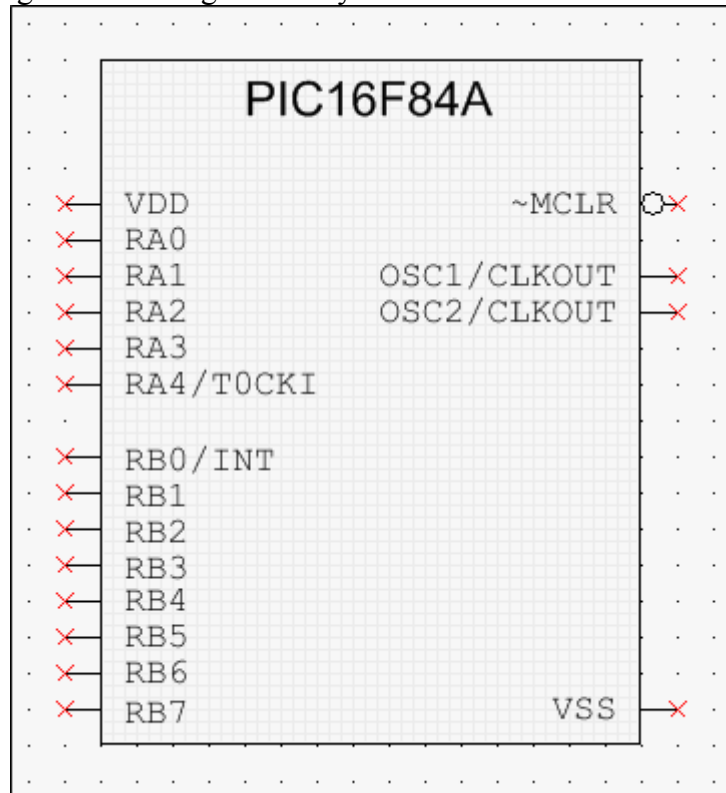 PIC16F84A
VDD ~MCLR
RA0
RA1 OSC1/CLKOUT
RA2 OSC2/CLKOUT
RA3
RA4/T0CKI
RB0/INT
RB1
RB2
RB3
RB4
RB5
RB6
RB7 VSS